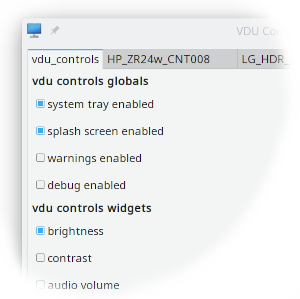 VDU Co
vdu_controls HP_ZR24w_CNT008 LG_HDR_
vdu controls globals
system tray enabled
splash screen enabled
warnings enabled
debug enabled
vdu controls widgets
brightness
contrast
audio volume